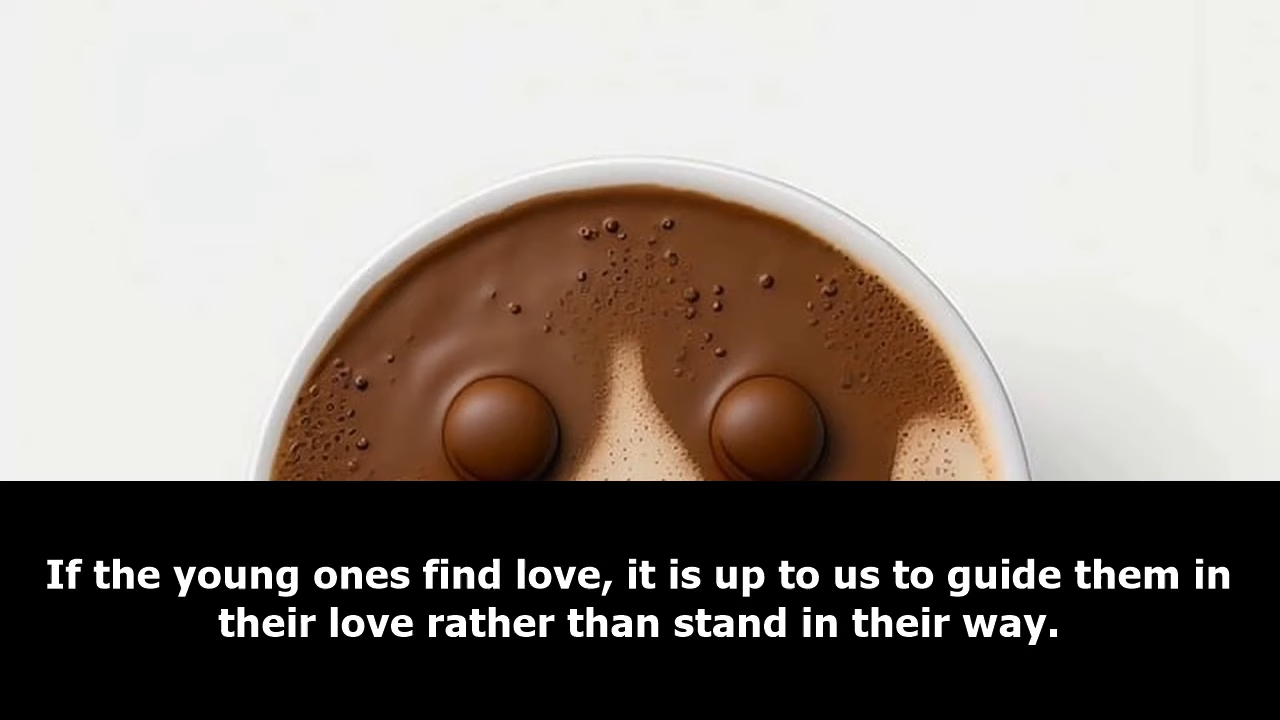 If the young ones find love, it is up to us to guide them in
their love rather than stand in their way.